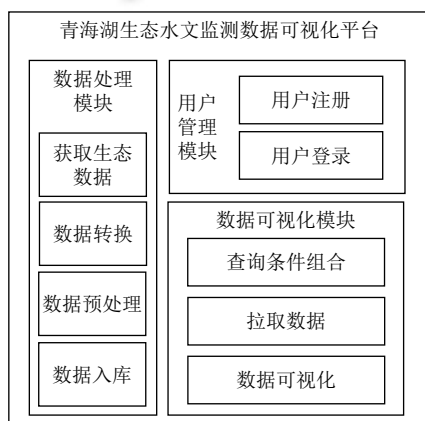 青海湖生态水文监测数据可视化平台
数据处理
模块
获取生态
数据
数据转换
数据预处理
数据入库
用户
管理
模块
用户注册
用户登录
数据可视化模块
查询条件组合
拉取数据
数据可视化